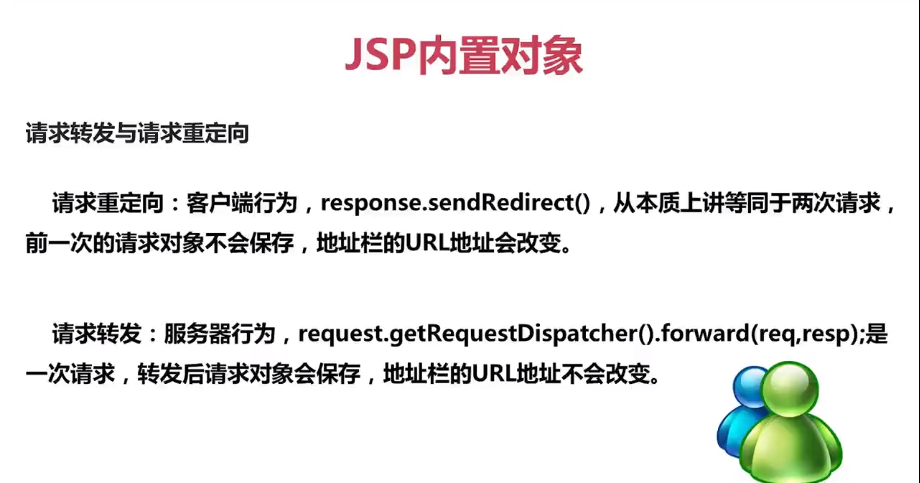 JSP内置对象
请求转发与请求重定向
请求重定向：客户端行为，response.sendRedirect()，从本质上讲等同于两次请求，
前一次的请求对象不会保存，地址栏的URL地址会改变。
请求转发：服务器行为，request.getRequestDispatcher().forward(req,resp);是
一次请求，转发后请求对象会保存，地址栏的URL地址不会改变。